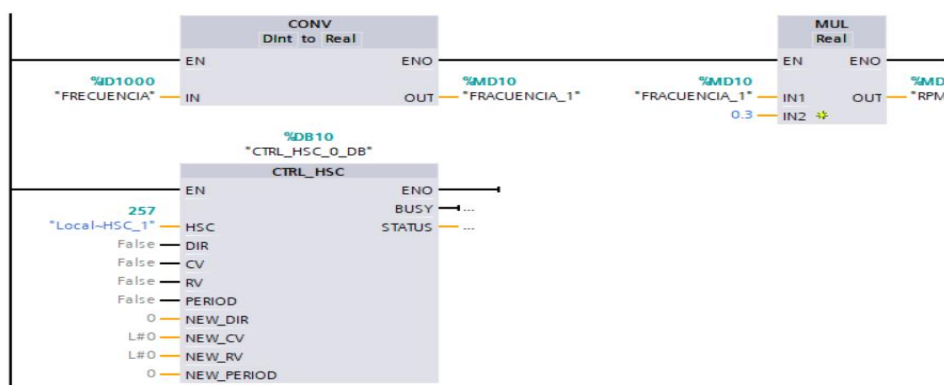 CONV MUL
Dint to Real Real
EN ENO EN ENO
%ID1000 %MD10 %MD10 %MD
"FRECUENCIA" IN OUT "FRACUENCIA_1" "FRACUENCIA_1" IN1 OUT "RPM
0.3 IN2
%DB10
"CTRL_HSC_0_DB"
CTRL_HSC
EN ENO
BUSY ...
257
"Local~HSC_1" HSC STATUS ...
False DIR
False CV
False RV
False PERIOD
0 NEW_DIR
L#0 NEW_CV
L#0 NEW_RV
0 NEW_PERIOD